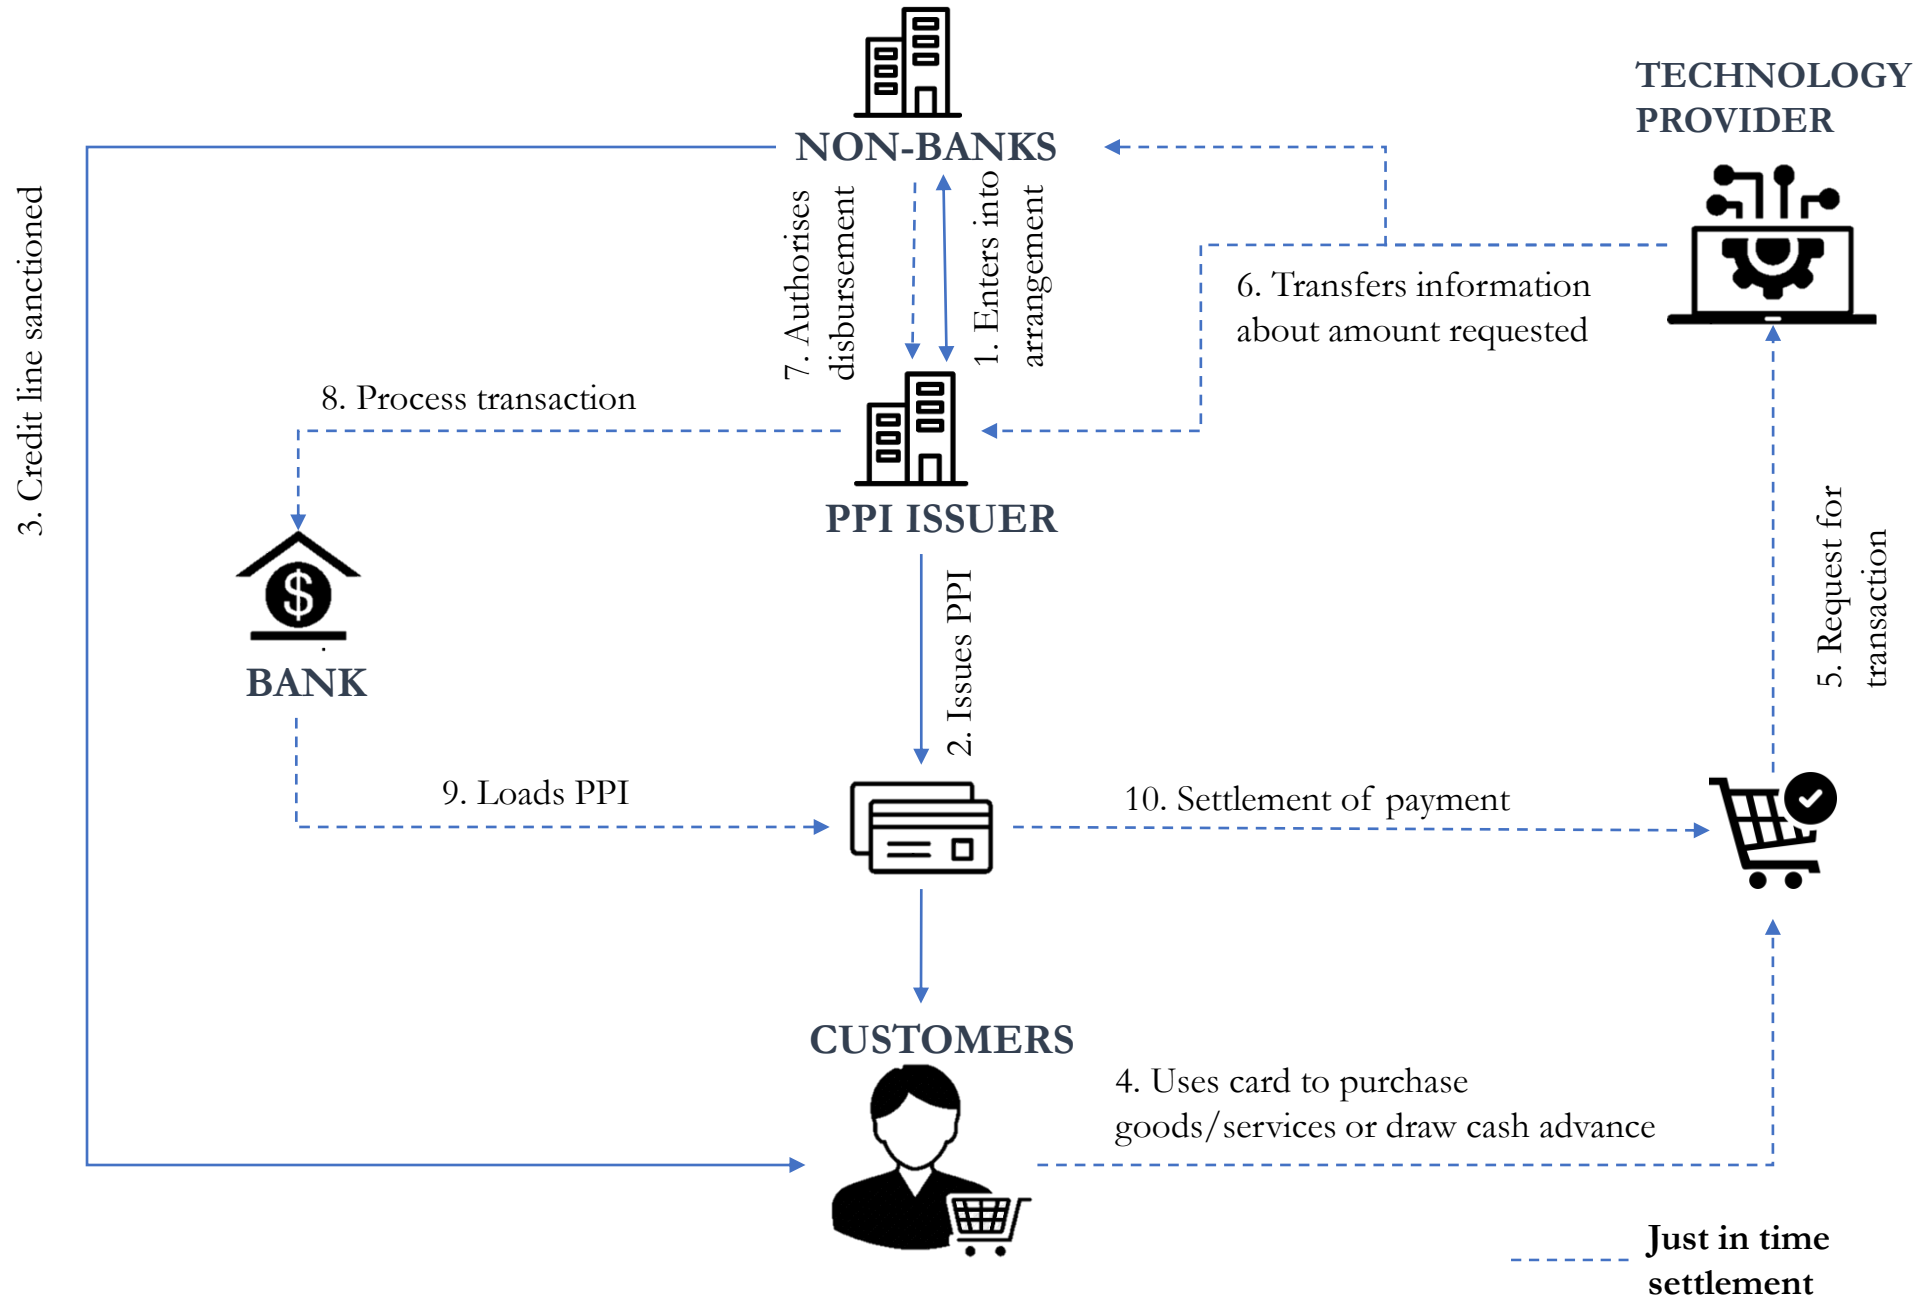 NON-BANKS
TECHNOLOGY
PROVIDER
3. Credit line sanctioned
7. Authorises
disbursement
1. Enters into
arrangement
6. Transfers information
about amount requested
8. Process transaction
PPI ISSUER
$
BANK
2. Issues PPI
5. Request for
transaction
9. Loads PPI
10. Settlement of payment
CUSTOMERS
4. Uses card to purchase
goods/services or draw cash advance
Just in time
settlement